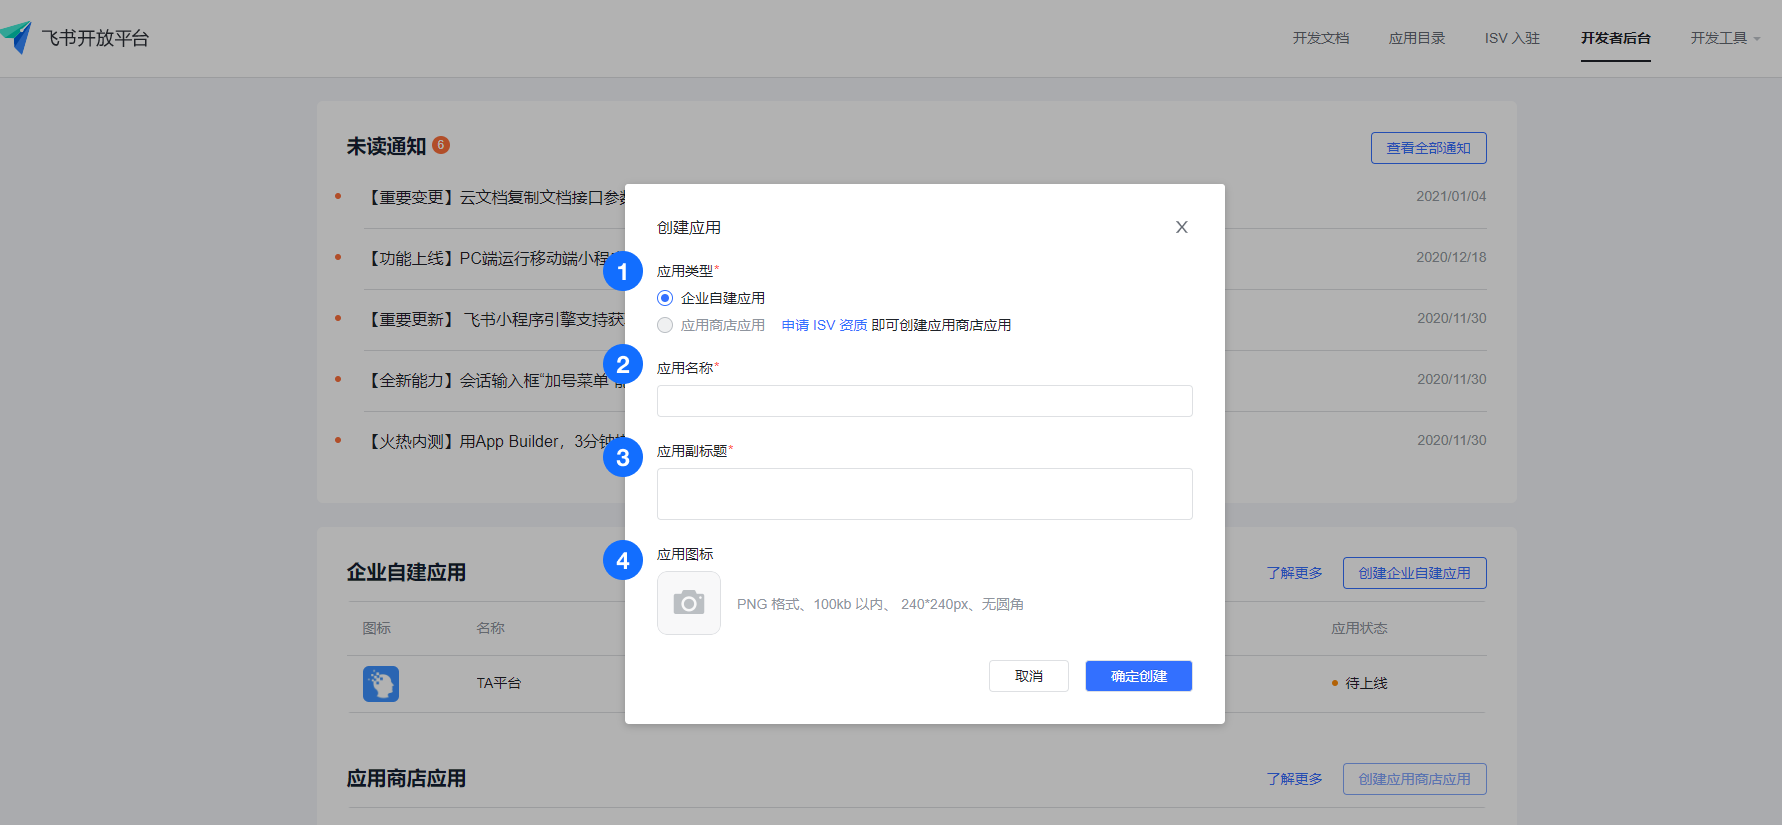 飞书开放平台
开发文档 应用目录 ISV 入驻 开发者后台 开发工具
未读通知 6
查看全部通知
【重要变更】云文档复制文档接口参 2021/01/04
【功能上线】PC端运行移动端小程 2020/12/18
【重要更新】 飞书小程序引擎支持获 2020/11/30
【全新能力】会话输入框“加号菜单” 2020/11/30
【火热内测】用App Builder，3分钟 2020/11/30
创建应用 X
1 应用类型*
企业自建应用
应用商店应用 申请 ISV 资质 即可创建应用商店应用
2 应用名称*
3 应用副标题*
4 应用图标
PNG 格式、100kb 以内、 240*240px、无圆角
取消 确定创建
企业自建应用 了解更多 创建企业自建应用
图标 名称 应用状态
TA平台 待上线
应用商店应用 了解更多 创建应用商店应用